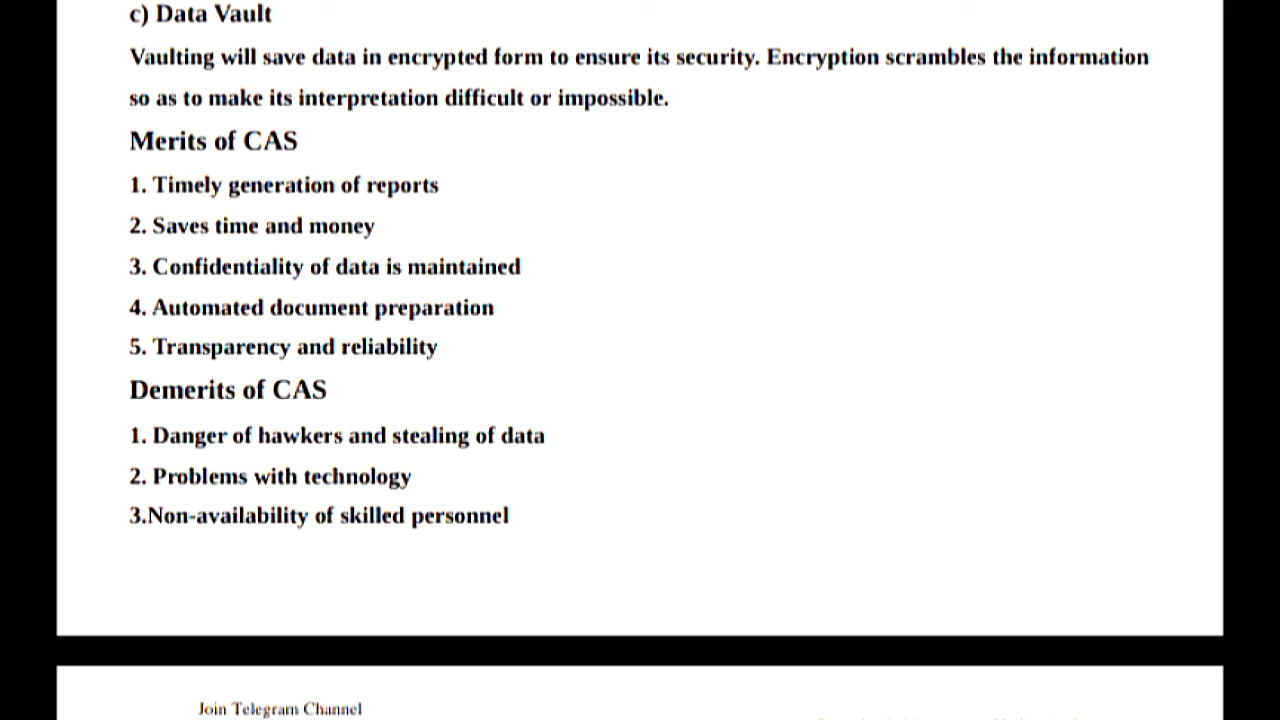 c) Data Vault
Vaulting will save data in encrypted form to ensure its security. Encryption scrambles the information
so as to make its interpretation difficult or impossible.
Merits of CAS
1. Timely generation of reports
2. Saves time and money
3. Confidentiality of data is maintained
4. Automated document preparation
5. Transparency and reliability
Demerits of CAS
1. Danger of hawkers and stealing of data
2. Problems with technology
3.Non-availability of skilled personnel
Join Telegram Channel